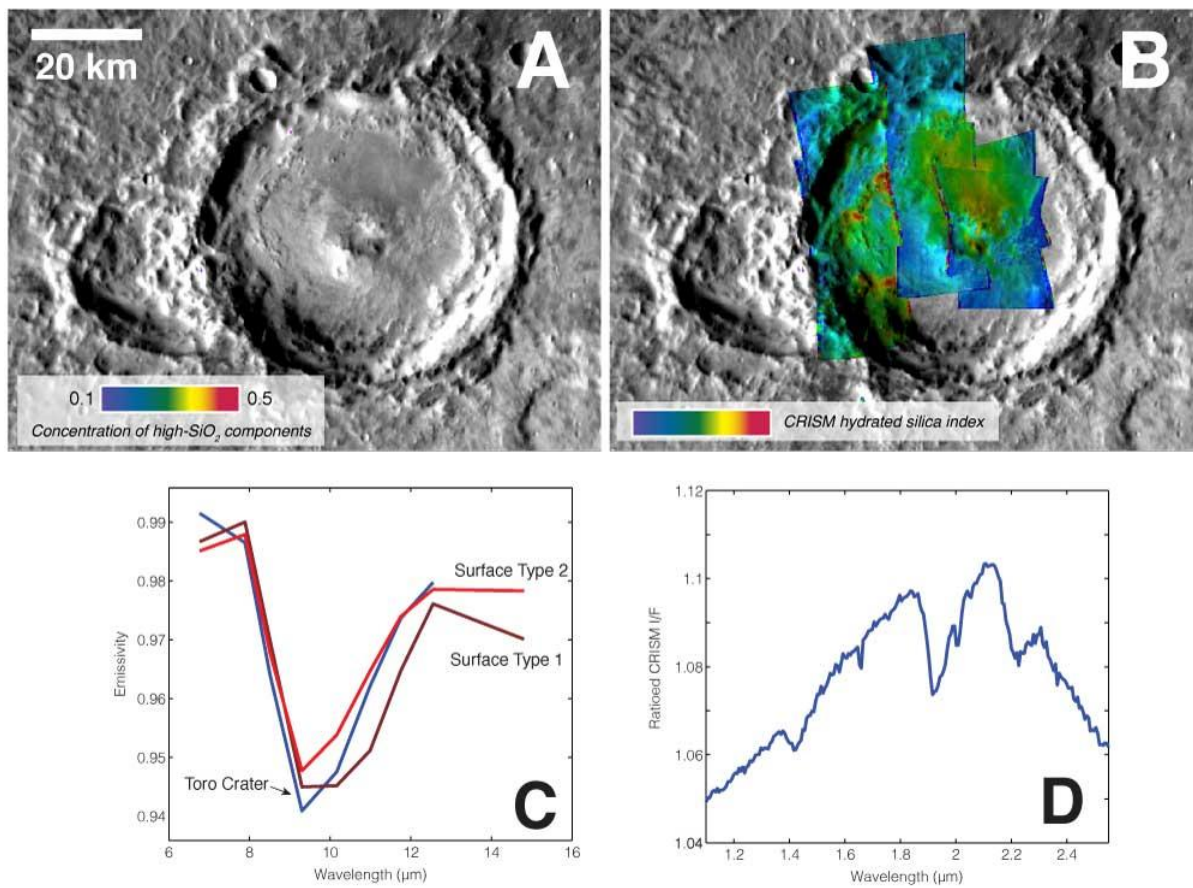 A
20 km
0.1 0.5
Concentration of high-SiO2 components
B
CRISM hydrated silica index
0.99
0.98
0.97
0.96
0.95
0.94
Emissivity
Surface Type 2
Surface Type 1
Toro Crater
C
6 8 10 12 14 16
Wavelength (μm)
1.12
1.1
1.08
1.06
1.04
Ratioed CRISM I/F
D
1.2 1.4 1.6 1.8 2 2.2 2.4
Wavelength (μm)